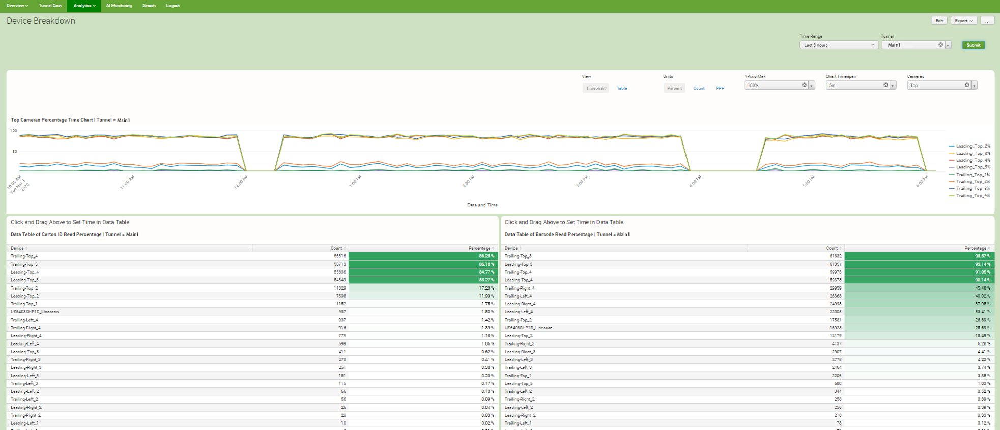 Overview Tunnel Cast Analytics AI Monitoring Search Logout
Device Breakdown
Edit Export ...
Time Range Tunnel
Last 8 hours Main1 Submit
View Units Y-Axis Max Chart Timespan Cameras
Timechart Table Percent Count PPH 100% 5m Top
Top Cameras Percentage Time Chart | Tunnel = Main1
100
50
Leading_Top_2%
Leading_Top_3%
Leading_Top_4%
Leading_Top_5%
Trailing_Top_1%
Trailing_Top_2%
Trailing_Top_3%
Trailing_Top_4%
10:00 AM
Tue Mar 3
2020
11:00 AM
12:00 PM
1:00 PM
2:00 PM
3:00 PM
4:00 PM
5:00 PM
6:00 PM
Date and Time
Click and Drag Above to Set Time in Data Table
Data Table of Carton ID Read Percentage | Tunnel = Main1
Device Count Percentage
Trailing-Top_4 56816 86.25 %
Trailing-Top_3 56713 86.10 %
Leading-Top_4 55836 84.77 %
Leading-Top_3 54849 83.27 %
Trailing-Top_2 11329 17.20 %
Leading-Top_2 7898 11.99 %
Trailing-Top_1 1152 1.75 %
US6403SHP1D_Linescan 987 1.50 %
Trailing-Left_4 937 1.42 %
Trailing-Right_4 916 1.39 %
Leading-Right_4 779 1.18 %
Leading-Left_4 699 1.06 %
Leading-Top_5 411 0.62 %
Trailing-Right_3 270 0.41 %
Leading-Right_3 251 0.38 %
Leading-Left_3 151 0.23 %
Trailing-Left_3 115 0.17 %
Leading-Left_2 66 0.10 %
Trailing-Left_2 56 0.09 %
Leading-Right_2 26 0.04 %
Trailing-Right_2 20 0.03 %
Leading-Left_1 10 0.02 %
Click and Drag Above to Set Time in Data Table
Data Table of Barcode Read Percentage | Tunnel = Main1
Device Count Percentage
Trailing-Top_3 61632 93.57 %
Leading-Top_3 61351 93.14 %
Trailing-Top_4 59973 91.05 %
Leading-Top_4 59378 90.14 %
Trailing-Right_4 29959 45.48 %
Trailing-Left_4 26363 40.02 %
Leading-Right_4 24998 37.95 %
Leading-Left_4 22008 33.41 %
Trailing-Top_2 17581 26.69 %
US6403SHP1D_Linescan 16923 25.69 %
Leading-Top_2 12179 18.49 %
Trailing-Right_3 4137 6.28 %
Leading-Right_3 2907 4.41 %
Leading-Left_3 2778 4.22 %
Trailing-Left_3 2464 3.74 %
Trailing-Top_1 2206 3.35 %
Leading-Top_5 680 1.03 %
Trailing-Left_2 344 0.52 %
Trailing-Right_2 258 0.39 %
Leading-Left_2 256 0.39 %
Leading-Right_2 218 0.33 %
Trailing-Left_1 78 0.12 %